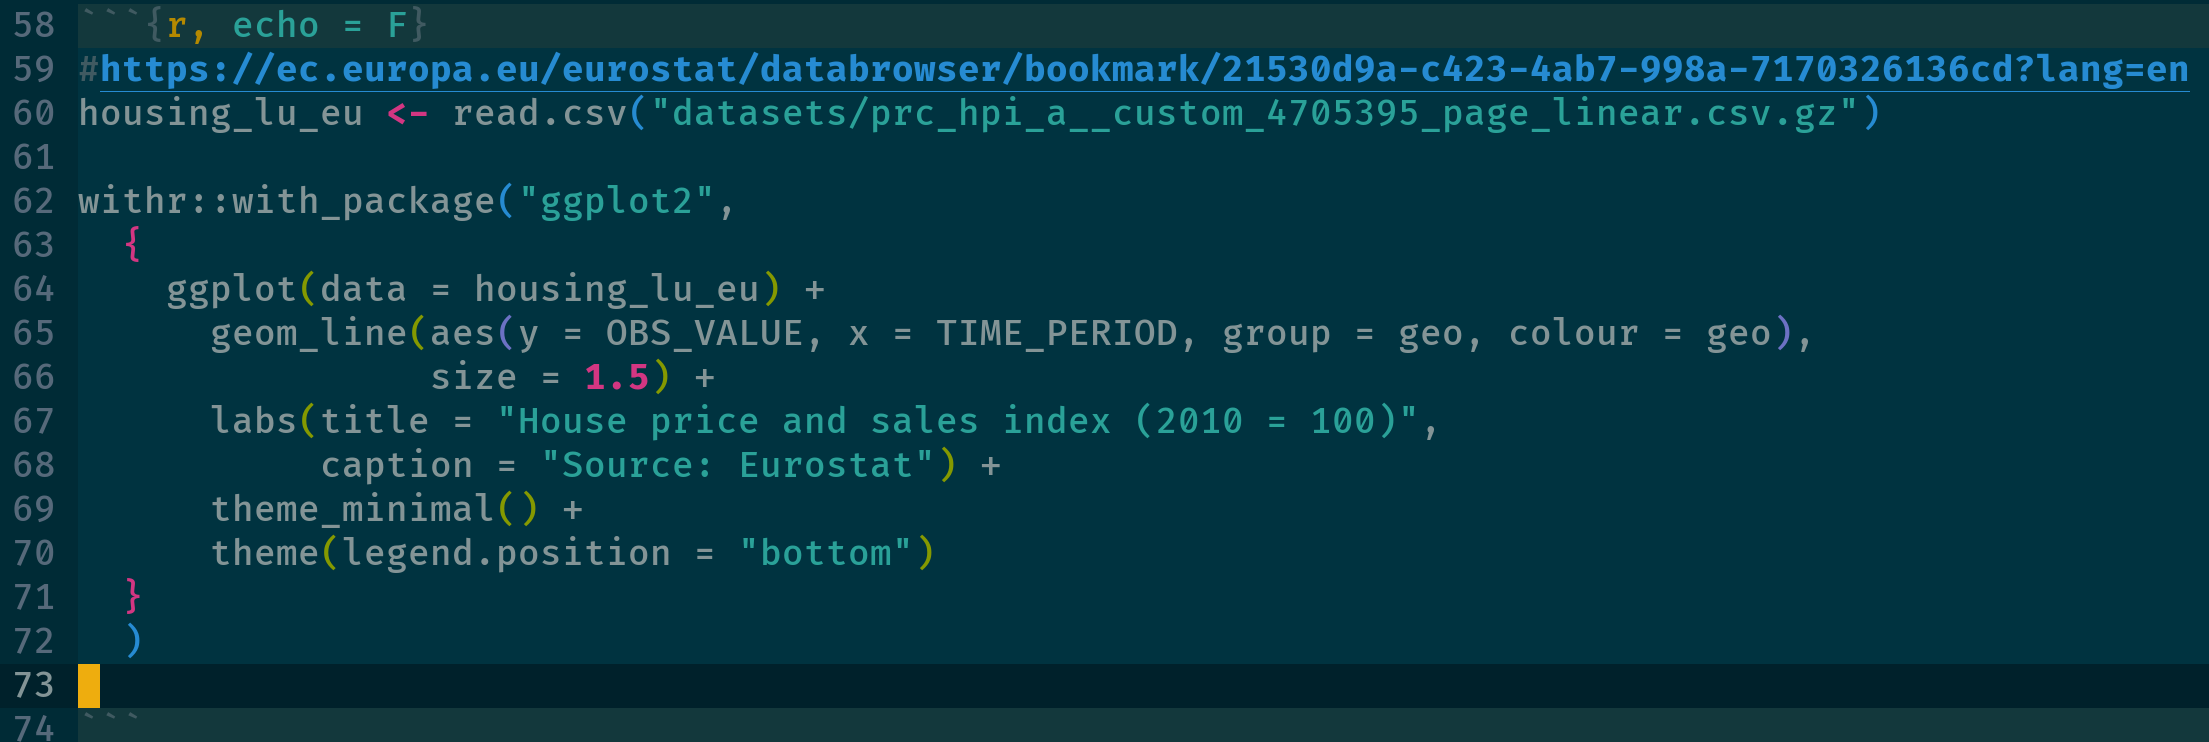 58 ```{r, echo = F}
59 #https://ec.europa.eu/eurostat/databrowser/bookmark/21530d9a-c423-4ab7-998a-7170326136cd?lang=en
60 housing_lu_eu <- read.csv("datasets/prc_hpi_a__custom_4705395_page_linear.csv.gz")
61
62 withr::with_package("ggplot2",
63   {
64     ggplot(data = housing_lu_eu) +
65       geom_line(aes(y = OBS_VALUE, x = TIME_PERIOD, group = geo, colour = geo),
66                 size = 1.5) +
67       labs(title = "House price and sales index (2010 = 100)",
68            caption = "Source: Eurostat") +
69       theme_minimal() +
70       theme(legend.position = "bottom")
71   }
72   )
73
74 ```